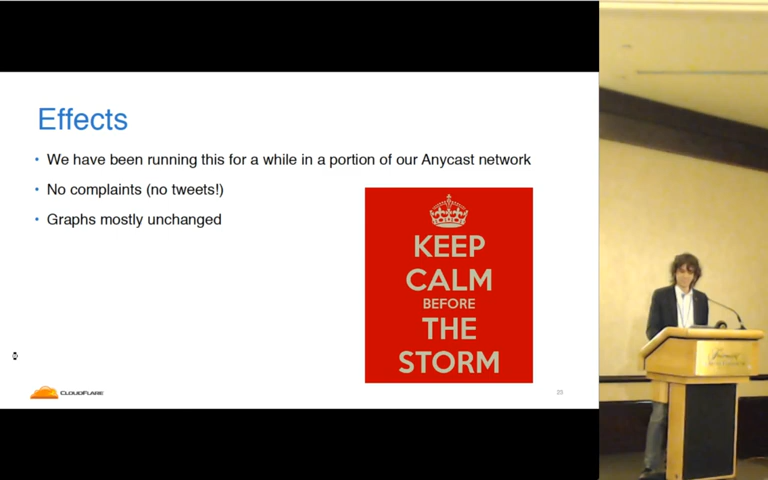 Effects
• We have been running this for a while in a portion of our Anycast network
• No complaints (no tweets!)
• Graphs mostly unchanged
KEEP
CALM
BEFORE
THE
STORM
CLOUDFLARE
Fairmont